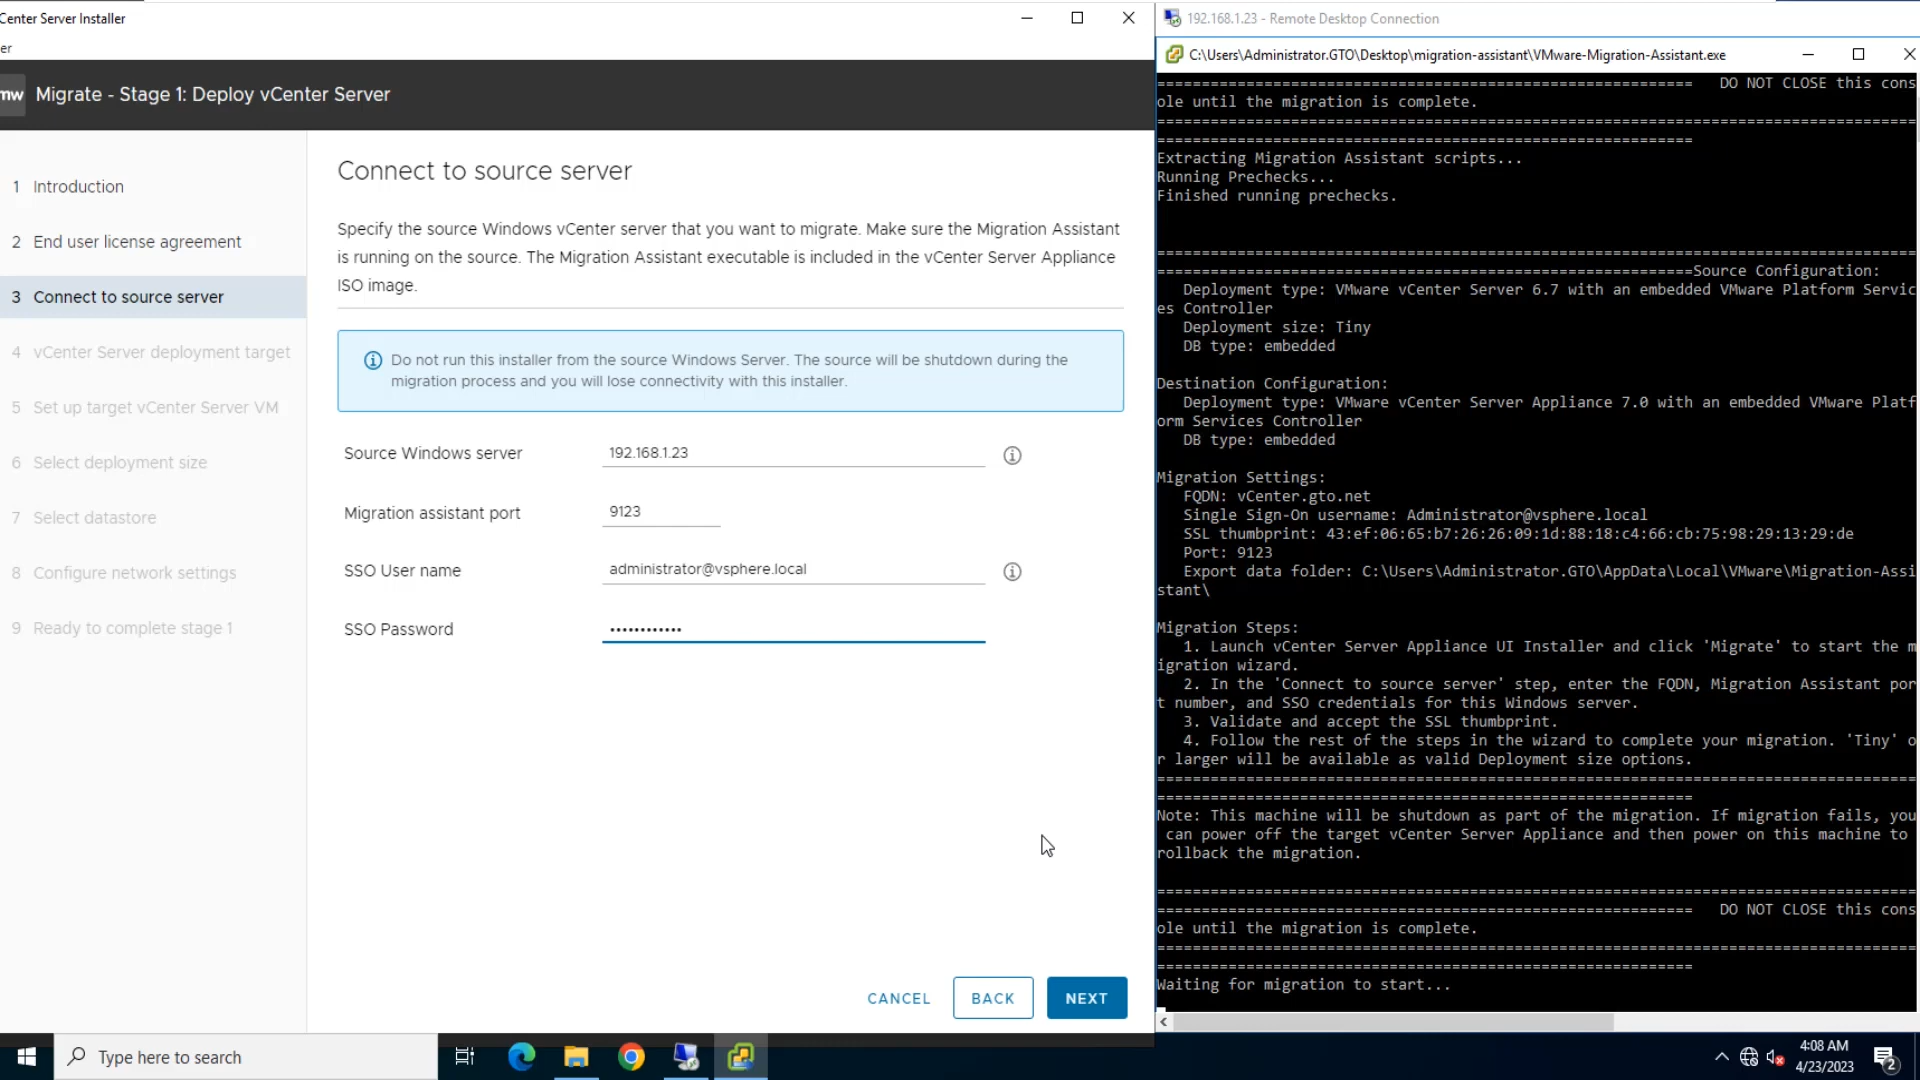 Center Server Installer
er
mw Migrate - Stage 1: Deploy vCenter Server
1 Introduction
2 End user license agreement
3 Connect to source server
4 vCenter Server deployment target
5 Set up target vCenter Server VM
6 Select deployment size
7 Select datastore
8 Configure network settings
9 Ready to complete stage 1
Connect to source server
Specify the source Windows vCenter server that you want to migrate. Make sure the Migration Assistant
is running on the source. The Migration Assistant executable is included in the vCenter Server Appliance
ISO image.
Do not run this installer from the source Windows Server. The source will be shutdown during the
migration process and you will lose connectivity with this installer.
Source Windows server 192.168.1.23
Migration assistant port 9123
SSO User name administrator@vsphere.local
SSO Password ••••••••••••
CANCEL BACK NEXT
192.168.1.23 - Remote Desktop Connection
C:\Users\Administrator.GTO\Desktop\migration-assistant\VMware-Migration-Assistant.exe
============================================================= DO NOT CLOSE this cons
ole until the migration is complete.
======================================================================================
=============================================================
Extracting Migration Assistant scripts...
Running Prechecks...
Finished running prechecks.
======================================================================================
=============================================================Source Configuration:
Deployment type: VMware vCenter Server 6.7 with an embedded VMware Platform Servic
es Controller
Deployment size: Tiny
DB type: embedded
Destination Configuration:
Deployment type: VMware vCenter Server Appliance 7.0 with an embedded VMware Platf
orm Services Controller
DB type: embedded
Migration Settings:
FQDN: vCenter.gto.net
Single Sign-On username: Administrator@vsphere.local
SSL thumbprint: 43:ef:06:65:b7:26:26:09:1d:88:18:c4:66:cb:75:98:29:13:29:de
Port: 9123
Export data folder: C:\Users\Administrator.GTO\AppData\Local\VMware\Migration-Assi
stant\
Migration Steps:
1. Launch vCenter Server Appliance UI Installer and click 'Migrate' to start the m
igration wizard.
2. In the 'Connect to source server' step, enter the FQDN, Migration Assistant por
t number, and SSO credentials for this Windows server.
3. Validate and accept the SSL thumbprint.
4. Follow the rest of the steps in the wizard to complete your migration. 'Tiny' o
r larger will be available as valid Deployment size options.
======================================================================================
=============================================================
Note: This machine will be shutdown as part of the migration. If migration fails, you
can power off the target vCenter Server Appliance and then power on this machine to
rollback the migration.
======================================================================================
============================================================= DO NOT CLOSE this cons
ole until the migration is complete.
======================================================================================
=============================================================
Waiting for migration to start...
Type here to search
4:08 AM
4/23/2023
2